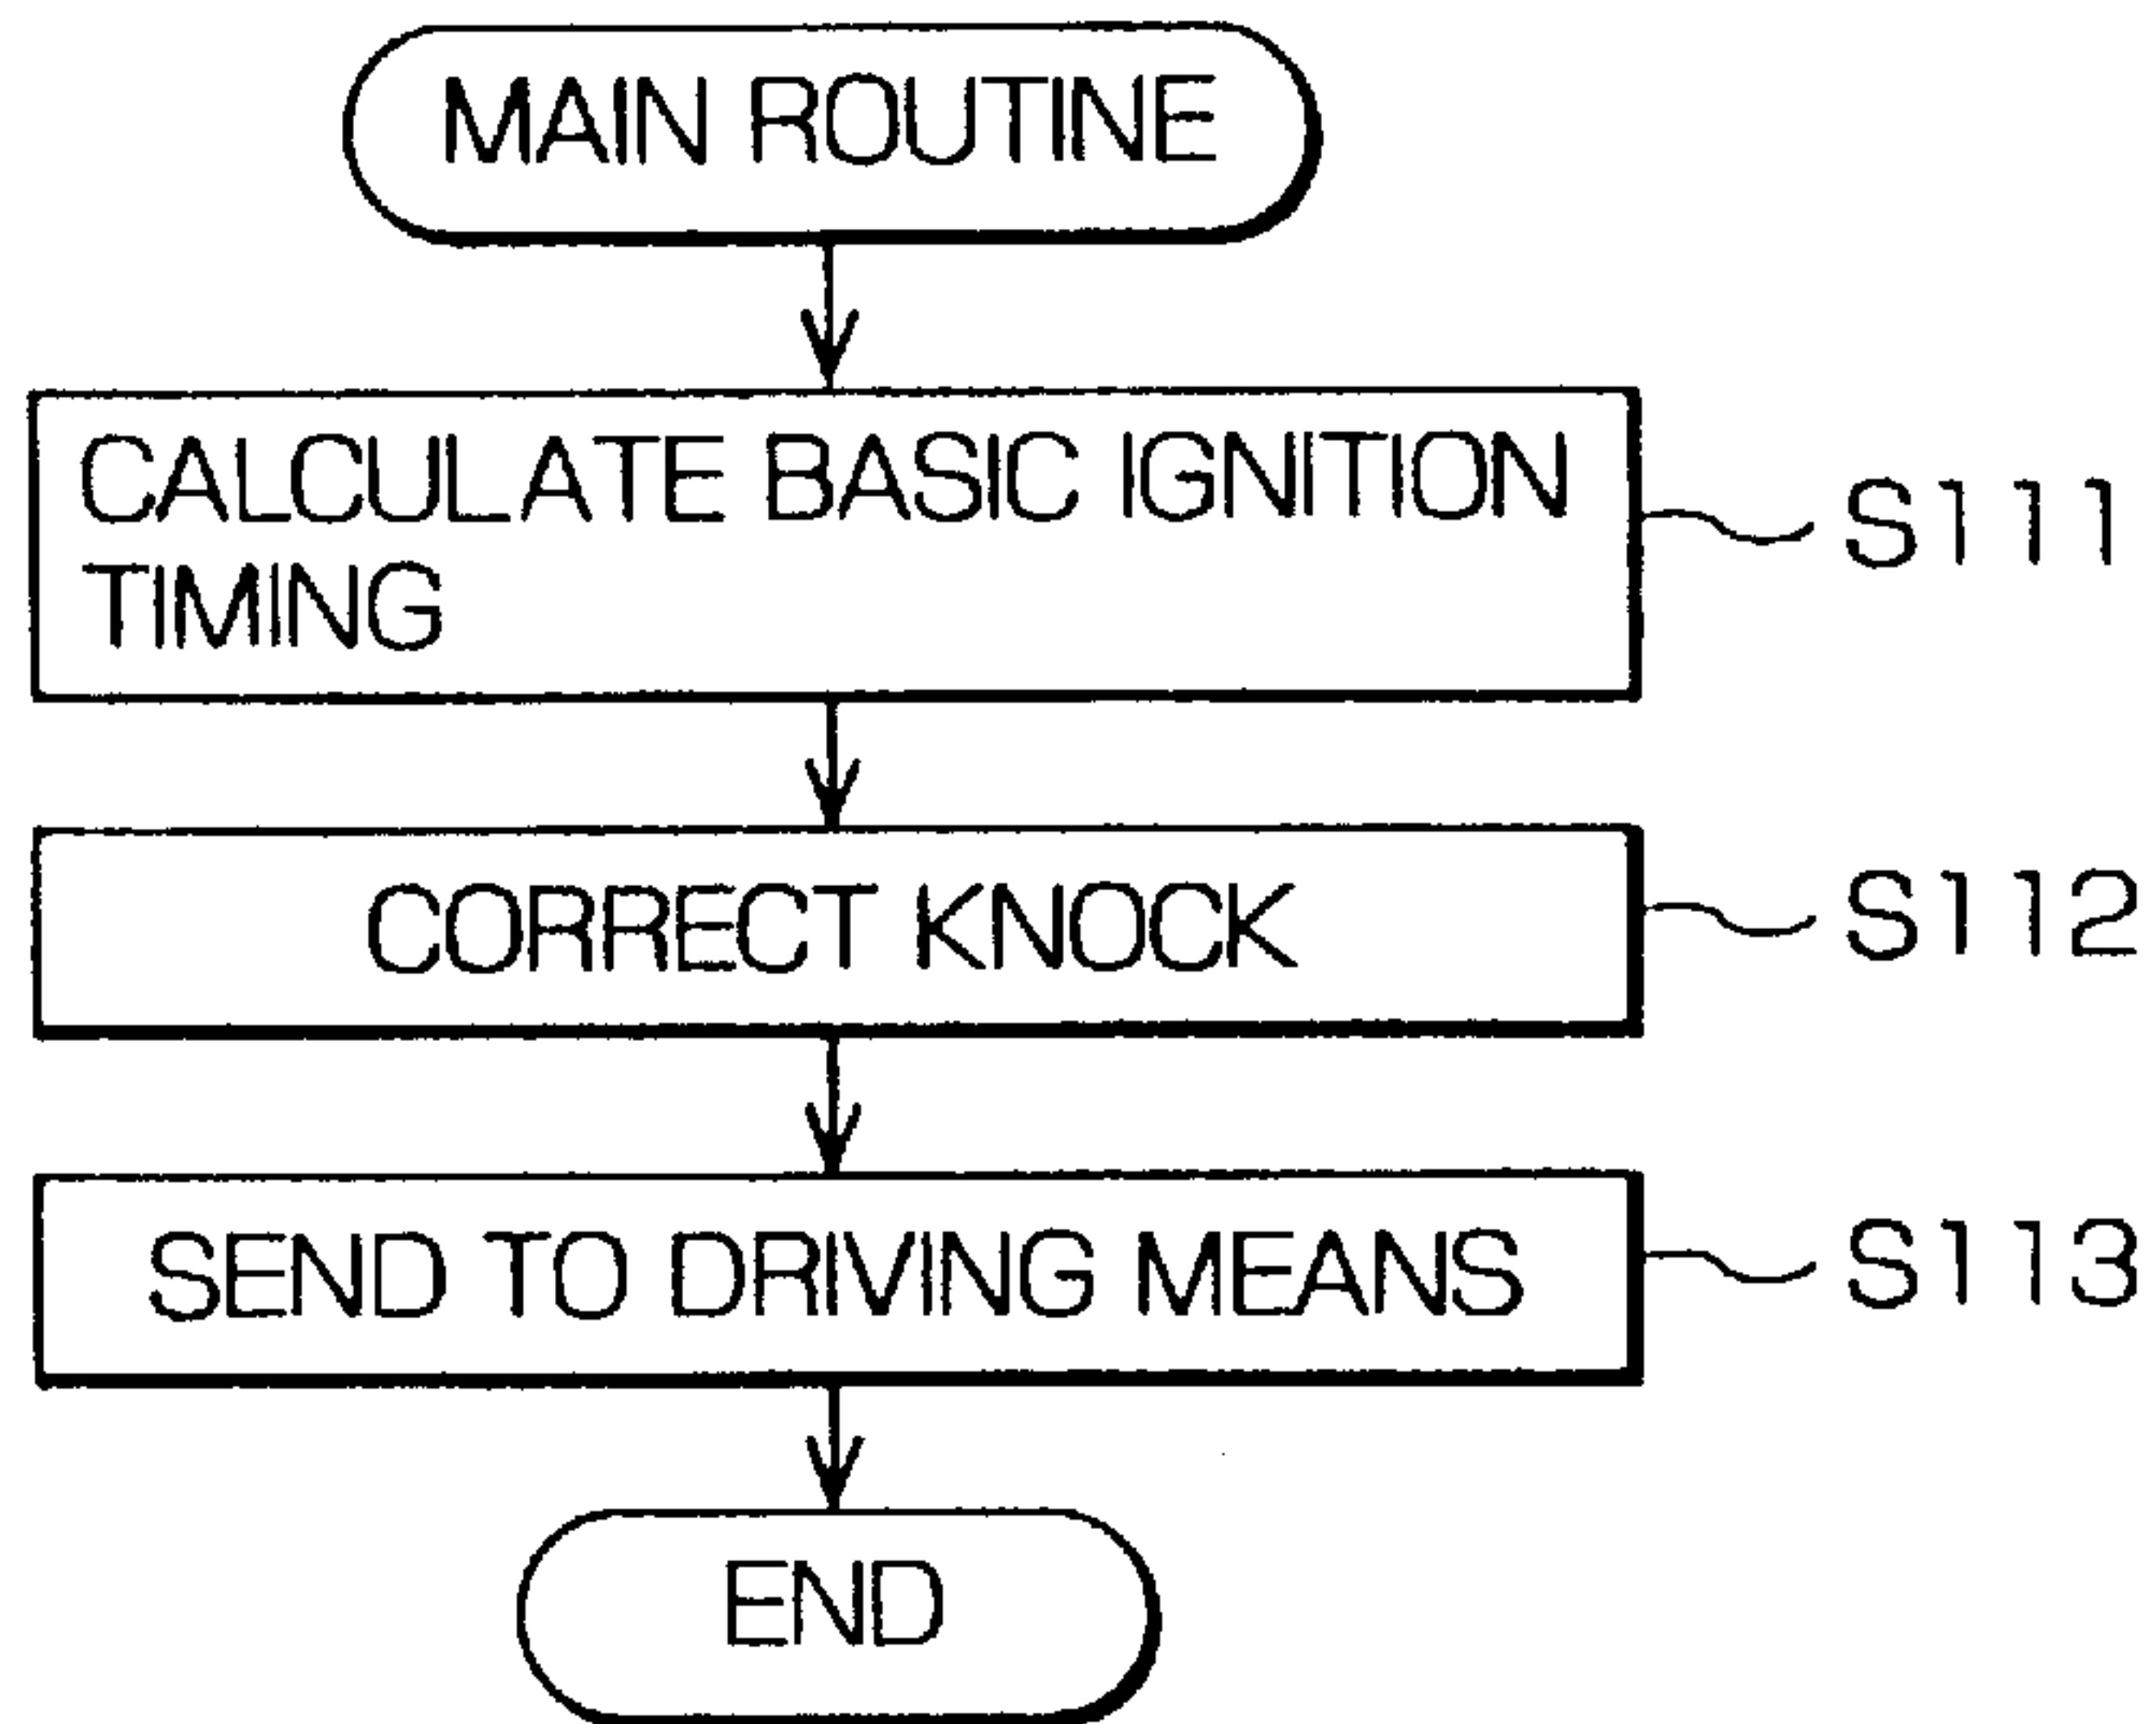 MAIN ROUTINE
CALCULATE BASIC IGNITION
TIMING
S111
CORRECT KNOCK
S112
SEND TO DRIVING MEANS
S113
END